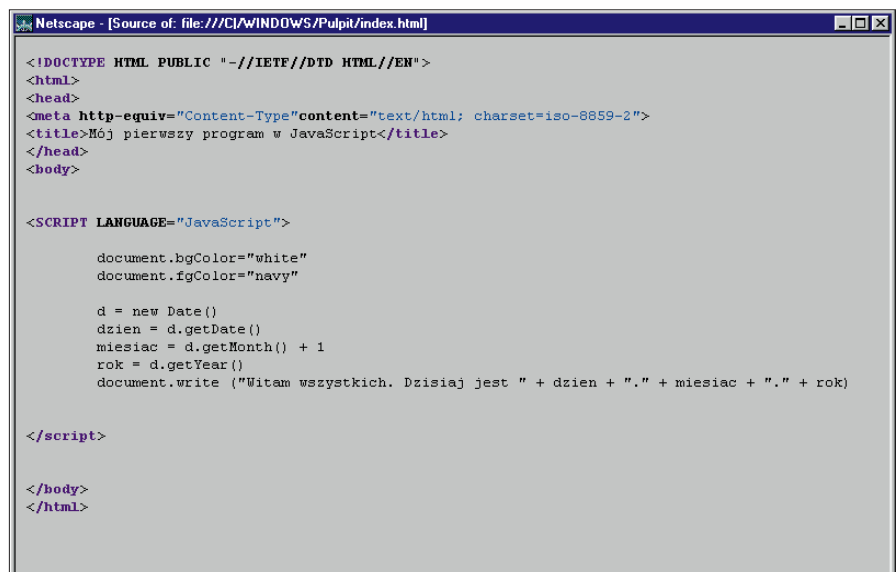 Netscape - [Source of: file:///C|/WINDOWS/Pulpit/index.html]
<!DOCTYPE HTML PUBLIC "-//IETF//DTD HTML//EN">
<html>
<head>
<meta http-equiv="Content-Type"content="text/html; charset=iso-8859-2">
<title>Mój pierwszy program w JavaScript</title>
</head>
<body>
<SCRIPT LANGUAGE="JavaScript">
document.bgColor="white"
document.fgColor="navy"
d = new Date()
dzien = d.getDate()
miesiac = d.getMonth() + 1
rok = d.getYear()
document.write ("Witam wszystkich. Dzisiaj jest " + dzien + "." + miesiac + "." + rok)
</script>
</body>
</html>